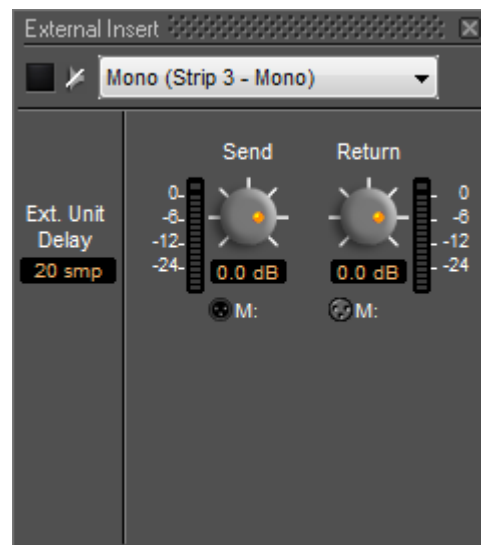 External Insert
Mono (Strip 3 - Mono)
Send Return
0 0
-6 -6
-12 -12
-24 -24
Ext. Unit
Delay
20 smp
0.0 dB 0.0 dB
M: M: